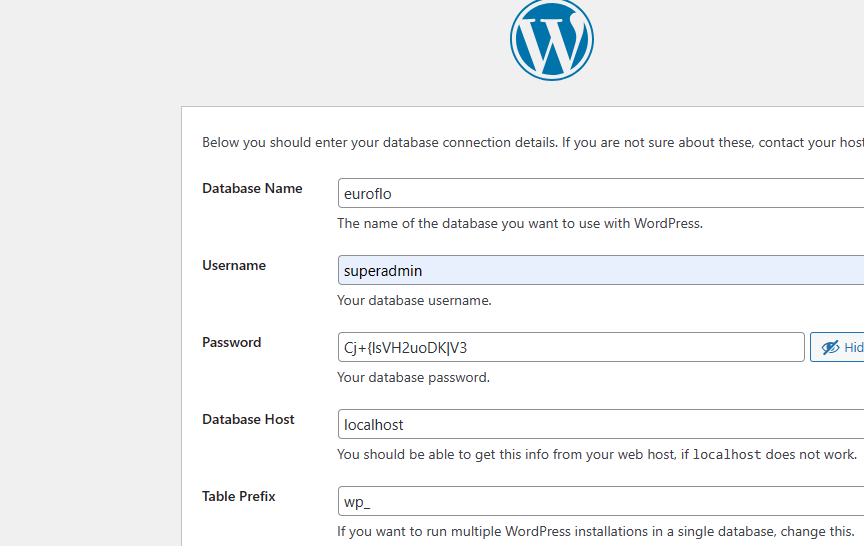 Below you should enter your database connection details. If you are not sure about these, contact your host
Database Name
euroflo
The name of the database you want to use with WordPress.
Username
superadmin
Your database username.
Password
Cj+{lsVH2uoDK|V3
Hid
Your database password.
Database Host
localhost
You should be able to get this info from your web host, if localhost does not work.
Table Prefix
wp_
If you want to run multiple WordPress installations in a single database, change this.